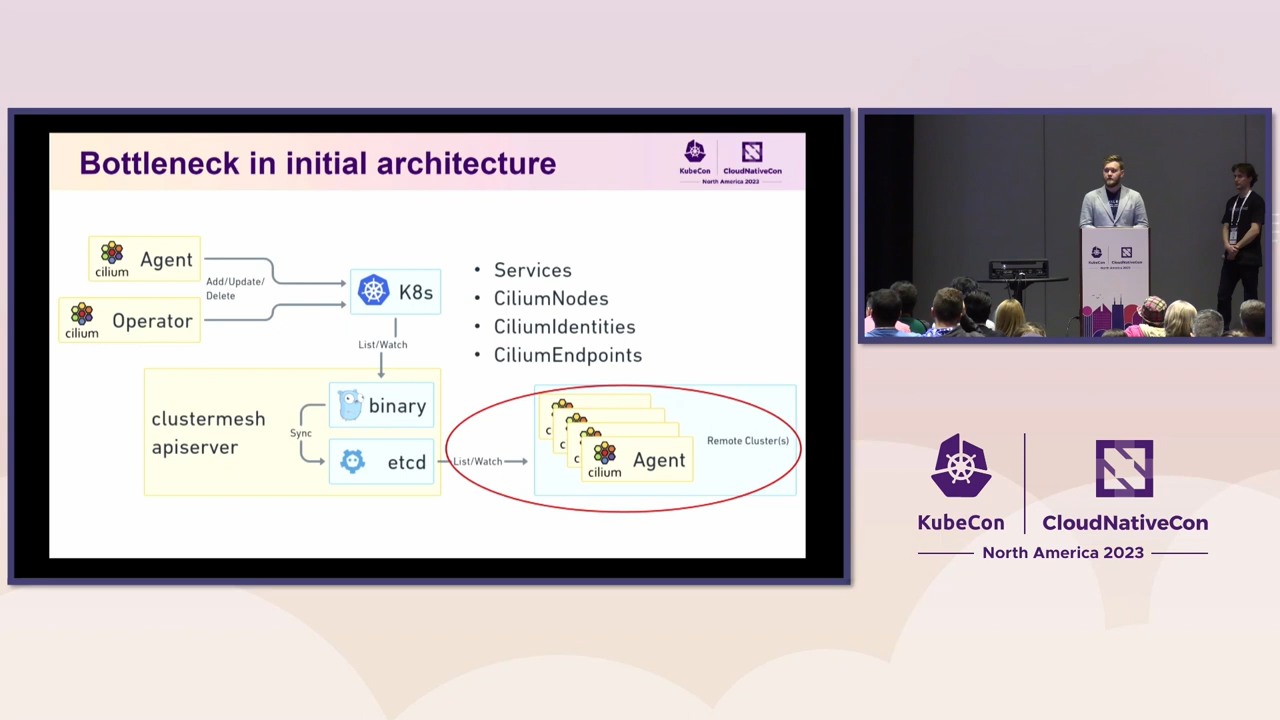 Bottleneck in initial architecture
KubeCon
CloudNativeCon
North America 2023
cilium
Agent
Add/Update/
Delete
cilium
Operator
K8s
List/Watch
• Services
• CiliumNodes
• CiliumIdentities
• CiliumEndpoints
clustermesh
apiserver
binary
Sync
etcd
List/Watch
c
c
c
cilium
Agent
Remote Cluster(s)
KubeCon
CloudNativeCon
North America 2023